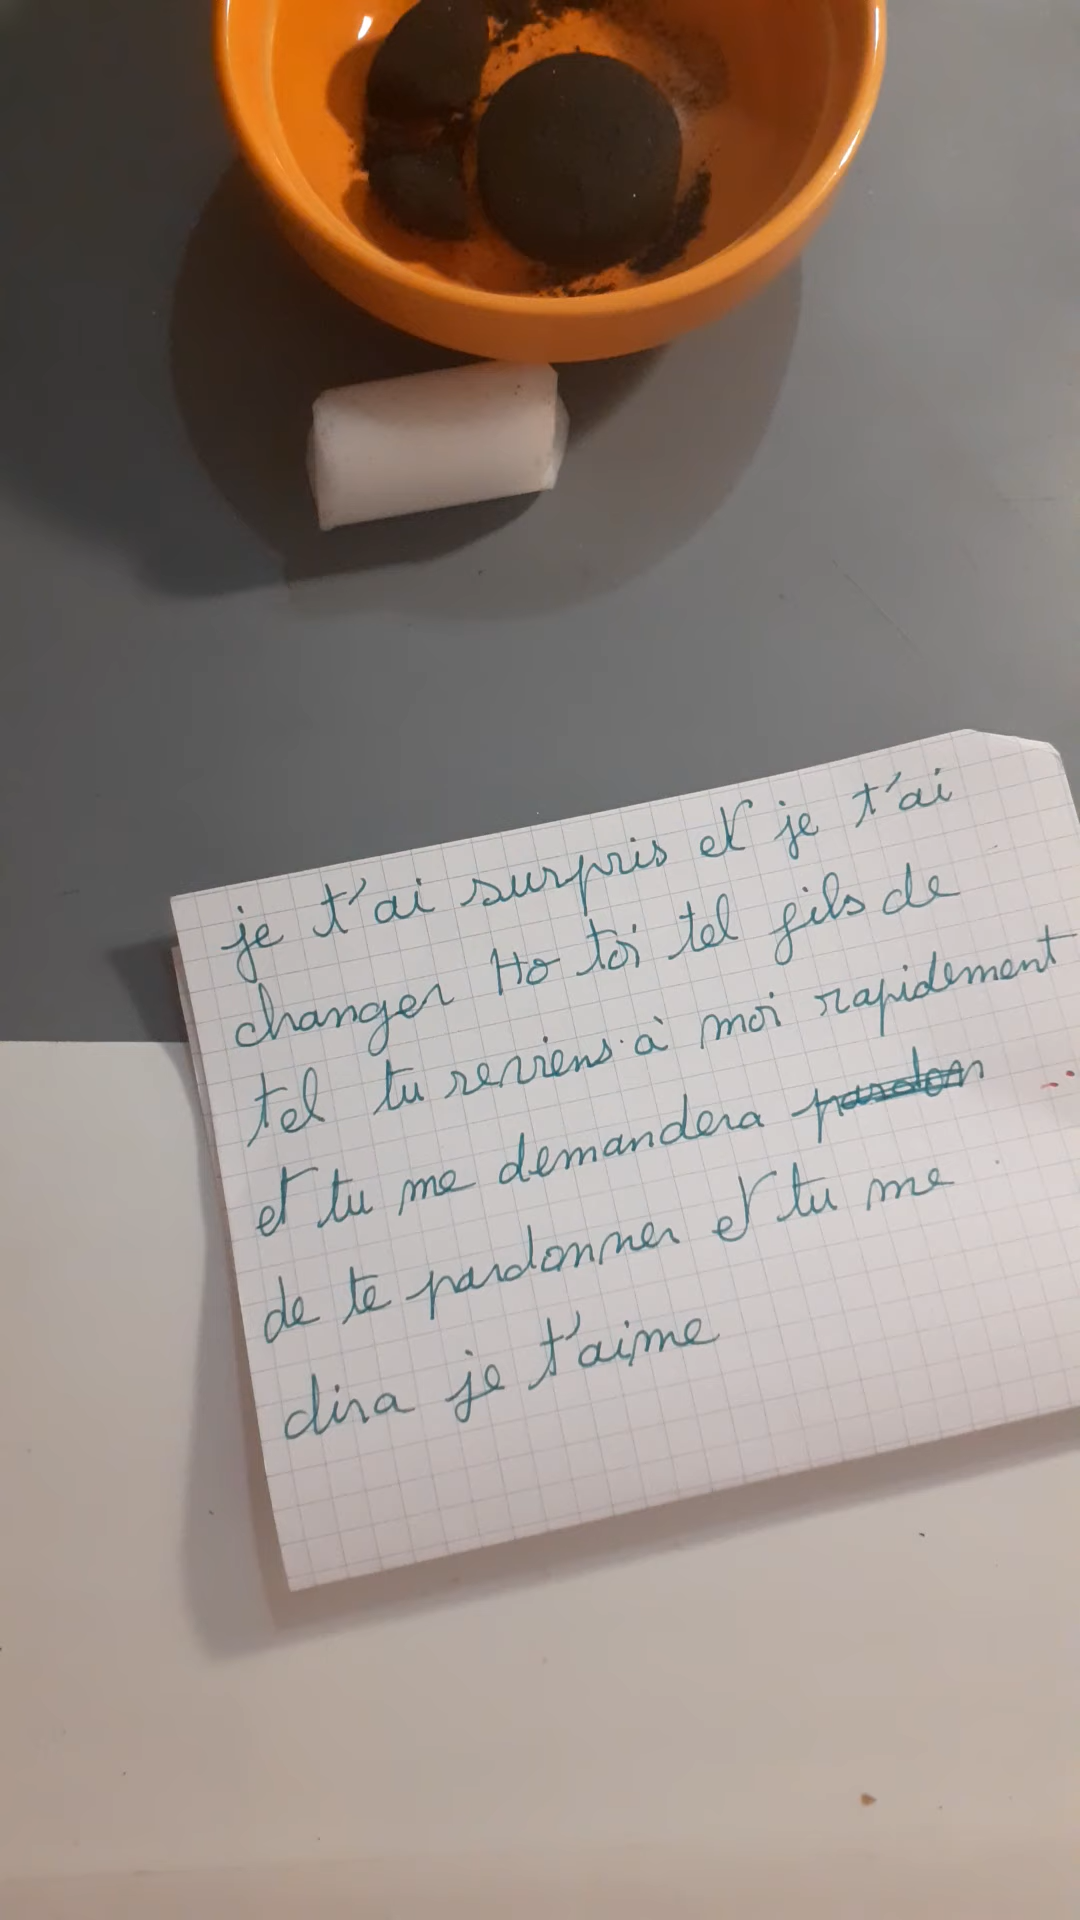 je t'ai surpris et je t'ai
changer Ho toi tel fils de
tel tu reviens à moi rapidement
et tu me demandera pardon
de te pardonner et tu me
dira je t'aime